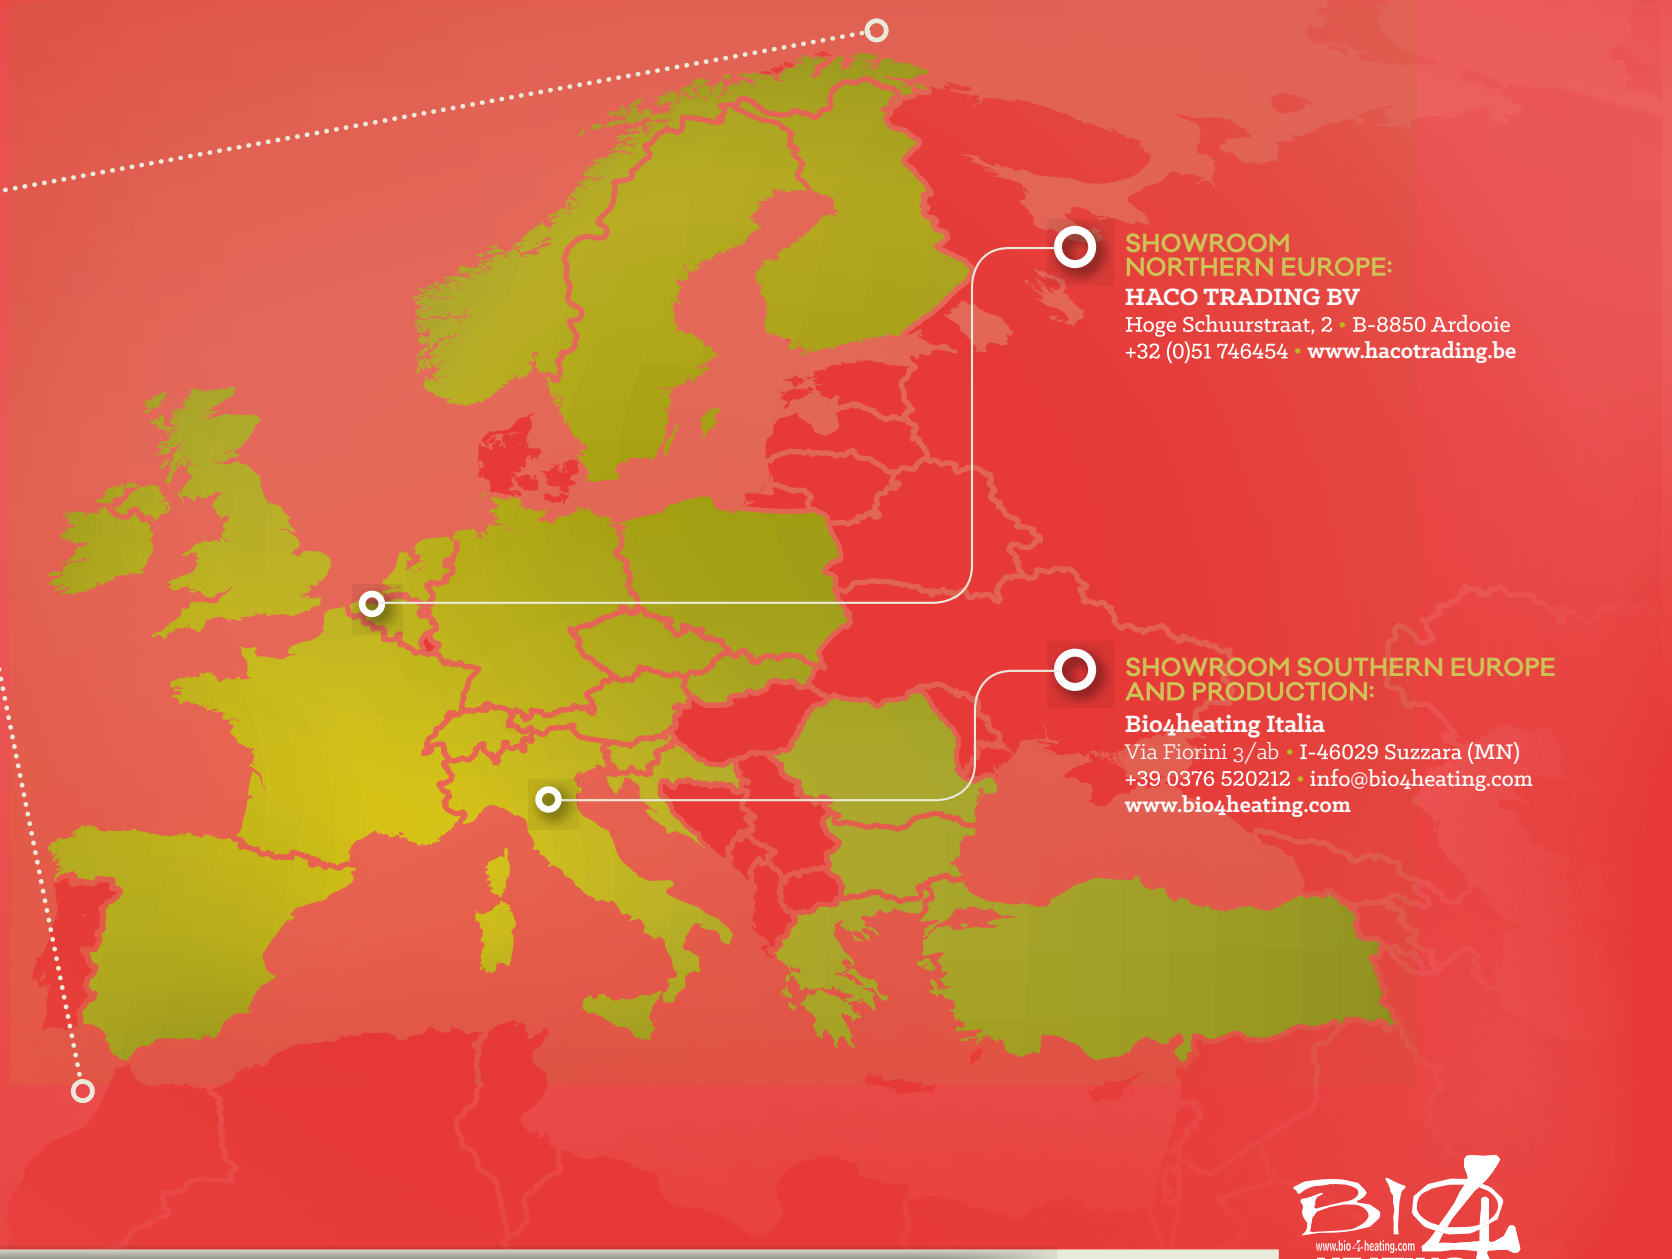 SHOWROOM
NORTHERN EUROPE:
HACO TRADING BV
Hoge Schuurstraat, 2 • B-8850 Ardooie
+32 (0)51 746454 • www.hacotrading.be
SHOWROOM SOUTHERN EUROPE
AND PRODUCTION:
Bio4heating Italia
Via Fiorini 3/ab • I-46029 Suzzara (MN)
+39 0376 520212 • info@bio4heating.com
www.bio4heating.com
BIO4
www.bio4-heating.com